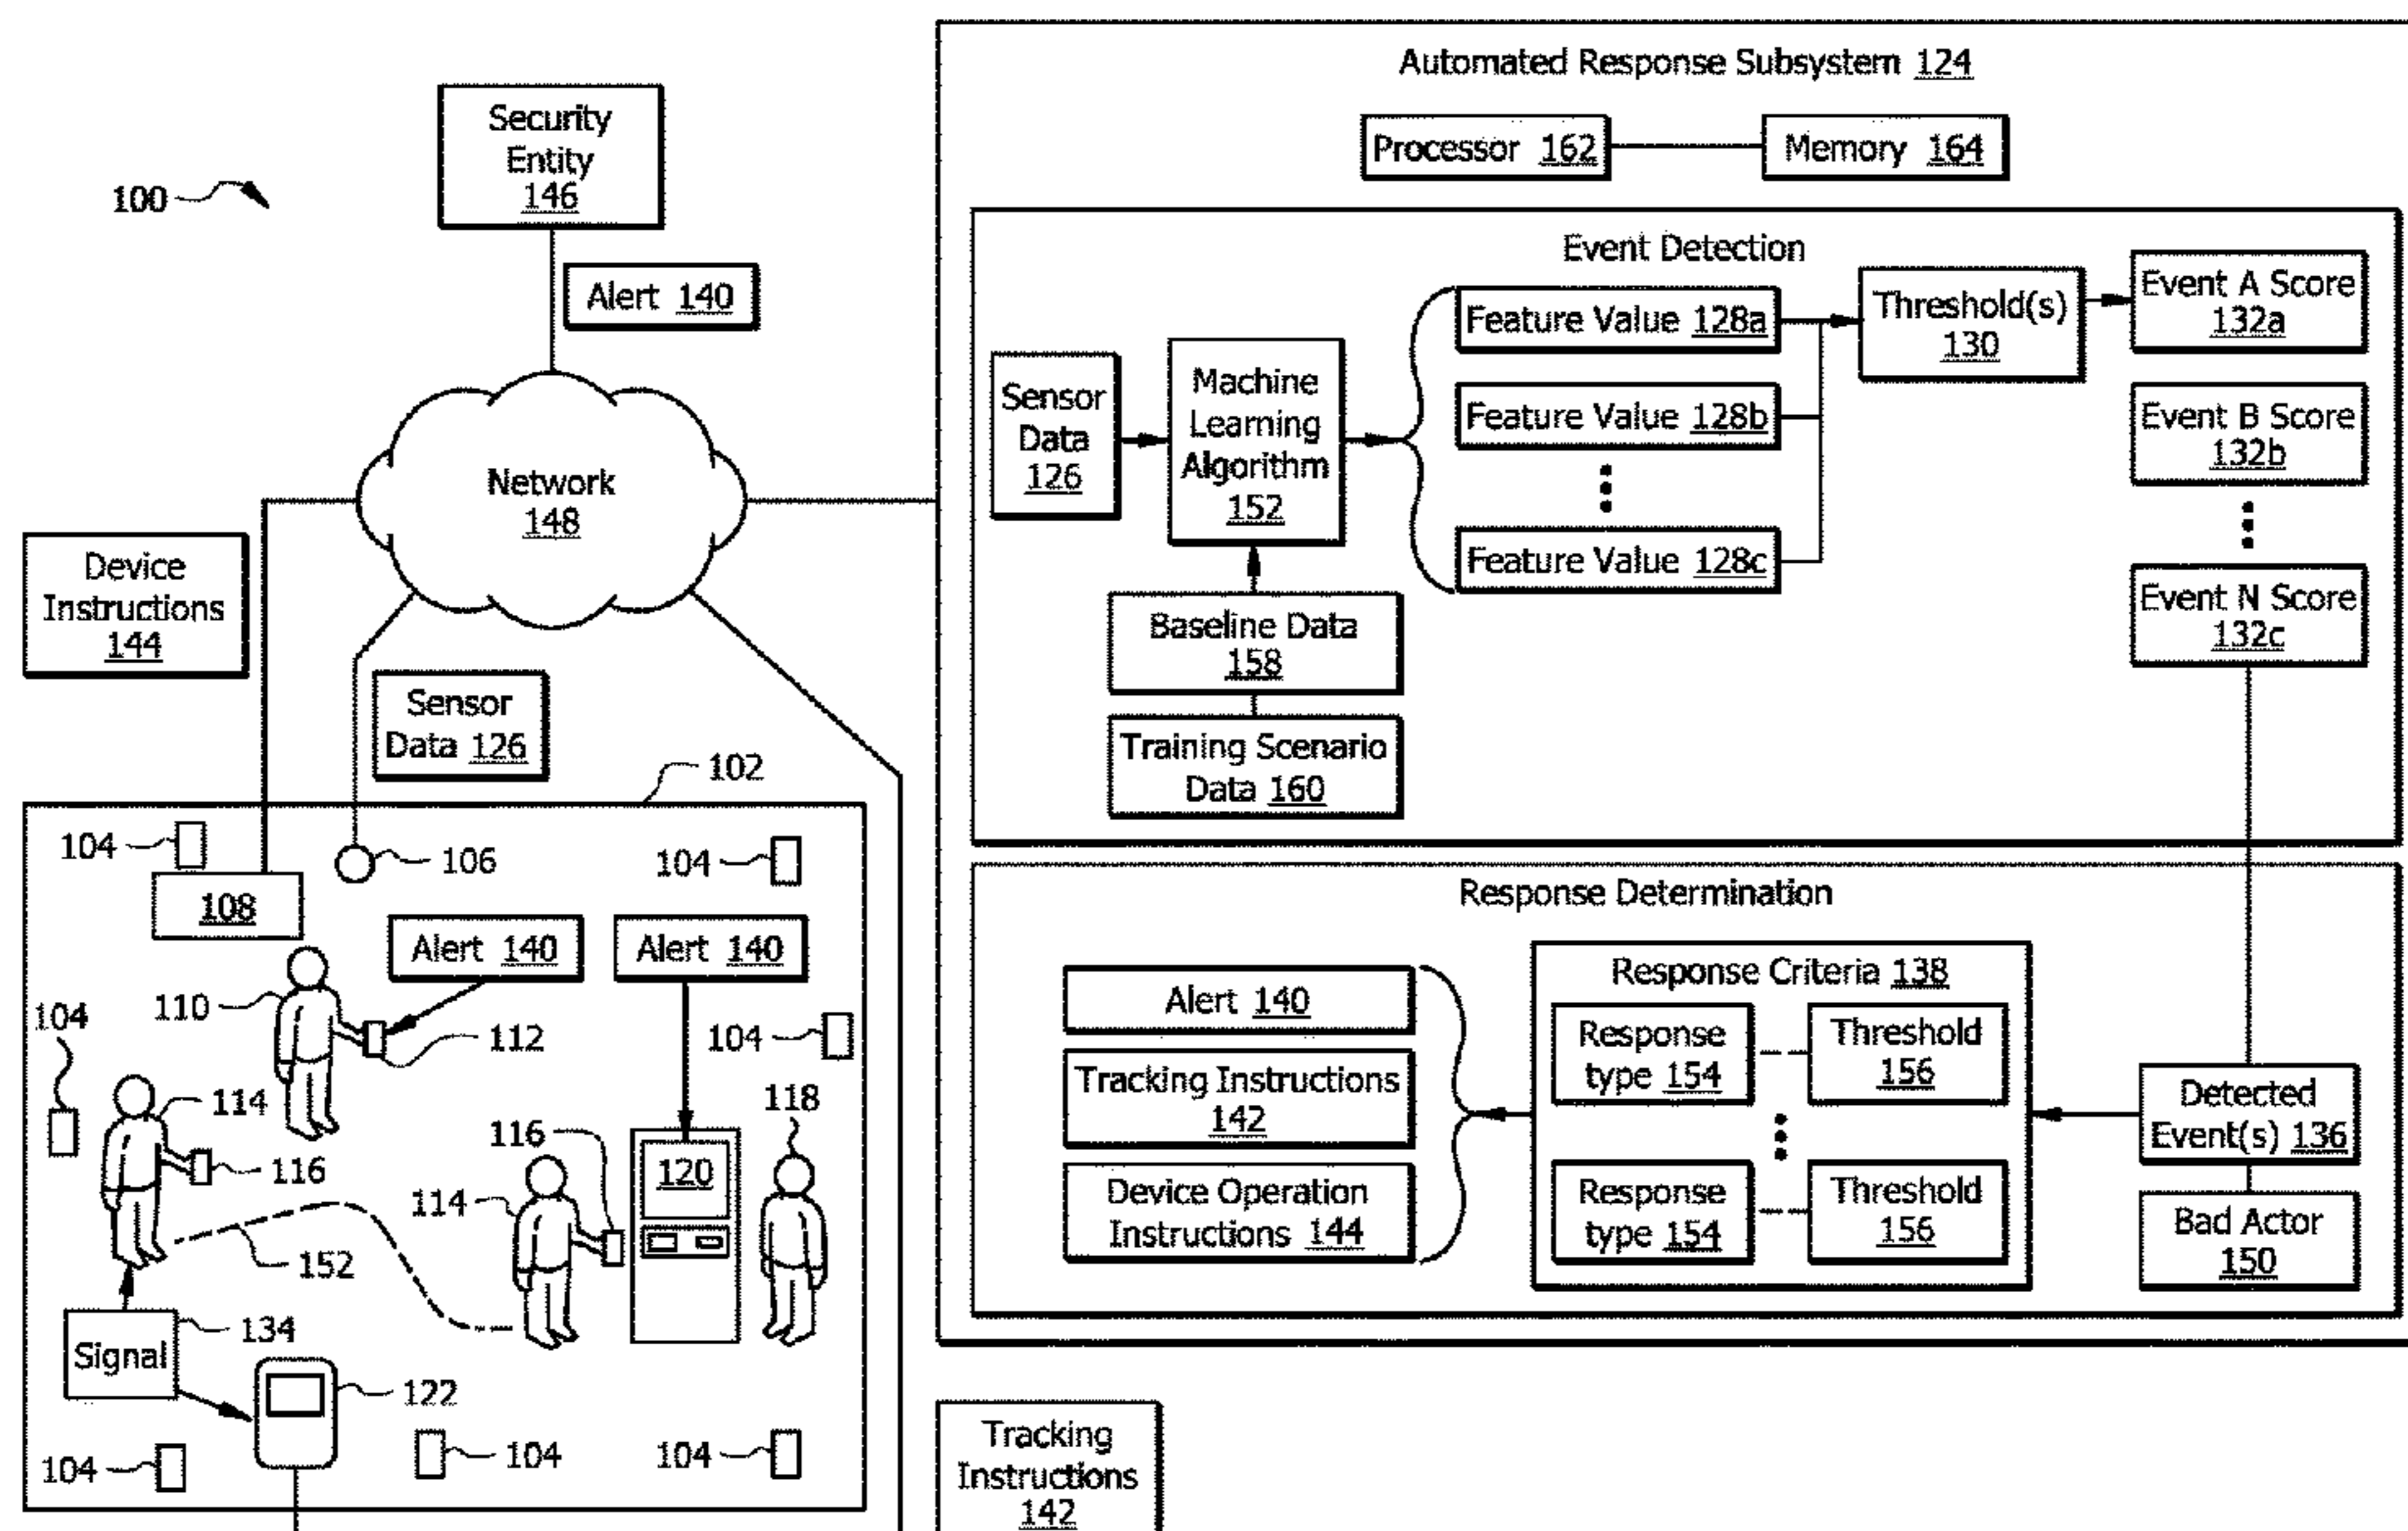 100
Security
Entity
146
Alert 140
Network
148
Device
Instructions
144
Sensor
Data 126
102
104
106
104
108
Alert 140
Alert 140
110
104
112
104
114
116
118
116
120
114
152
134
Signal
122
104
104
104
Automated Response Subsystem 124
Processor 162
Memory 164
Event Detection
Sensor
Data
126
Machine
Learning
Algorithm
152
Baseline Data
158
Training Scenario
Data 160
Feature Value 128a
Feature Value 128b
Feature Value 128c
Threshold(s)
130
Event A Score
132a
Event B Score
132b
Event N Score
132c
Response Determination
Alert 140
Tracking Instructions
142
Device Operation
Instructions 144
Response Criteria 138
Response
type 154
Threshold
156
Response
type 154
Threshold
156
Detected
Event(s) 136
Bad Actor
150
Tracking
Instructions
142